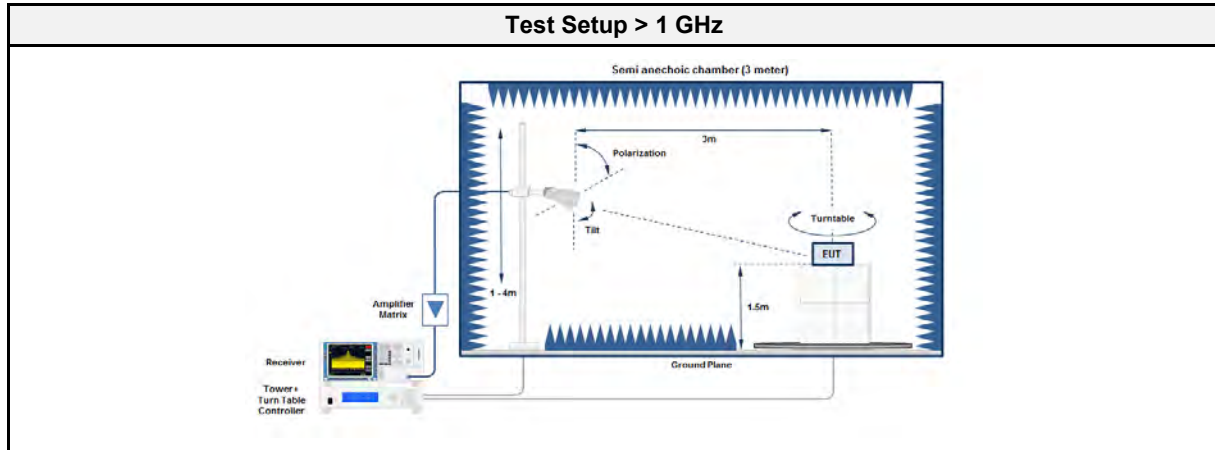 Test Setup > 1 GHz
Semi anechoic chamber (3 meter)
3m
Polarization
Tilt
Turntable
EUT
1 - 4m
1.5m
Amplifier
Matrix
Receiver
Ground Plane
Tower+
Turn Table
Controller